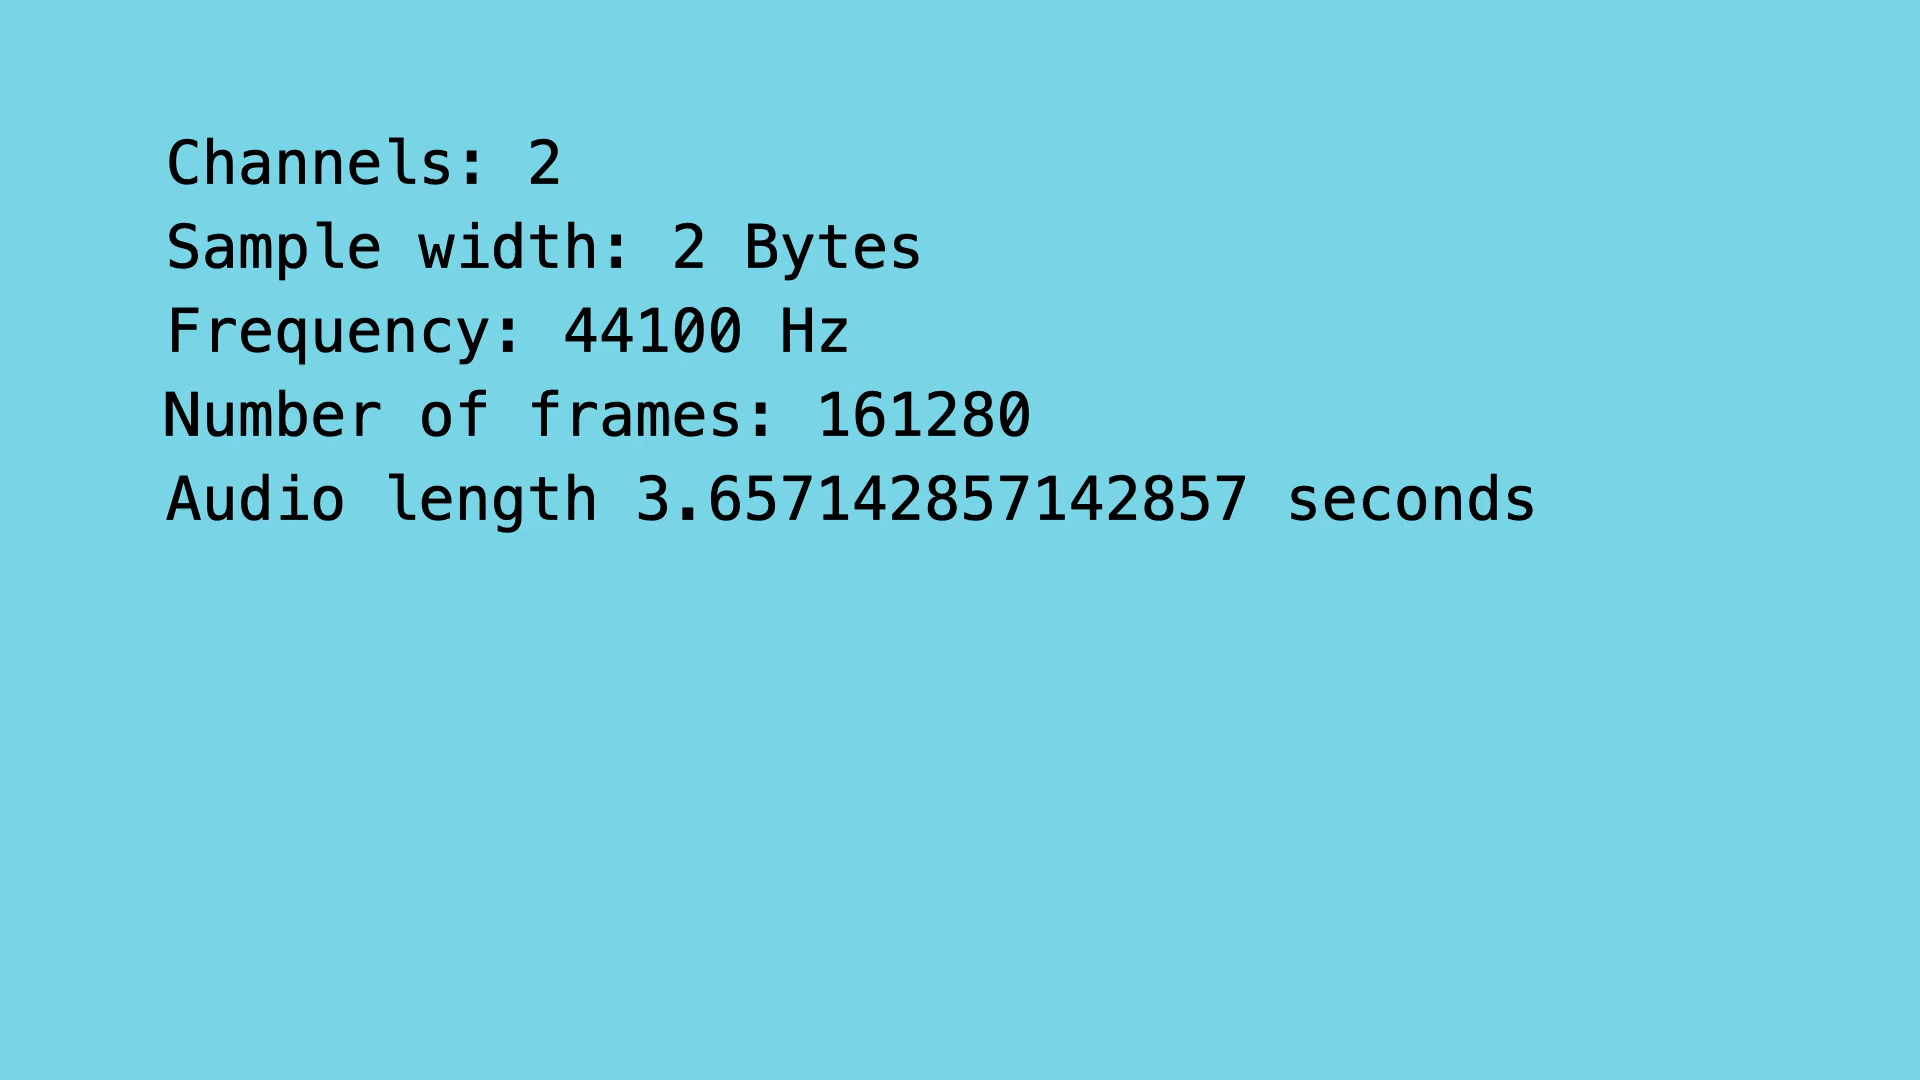 Channels: 2
Sample width: 2 Bytes
Frequency: 44100 Hz
Number of frames: 161280
Audio length 3.657142857142857 seconds